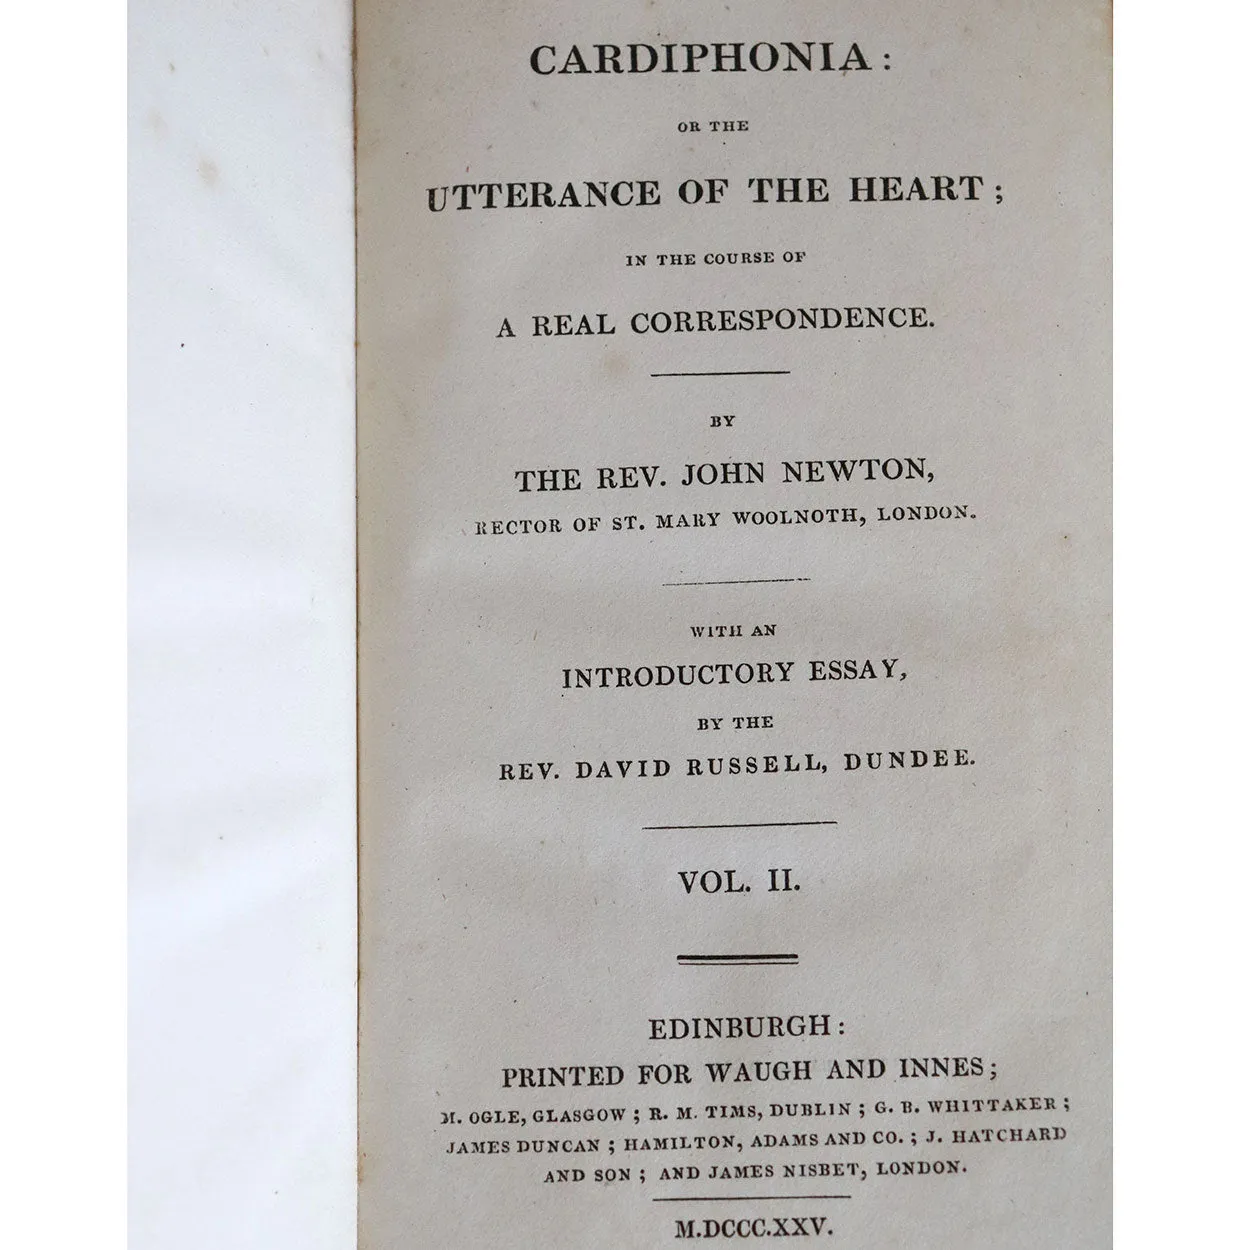 CARDIPHONIA:
OR THE
UTTERANCE OF THE HEART;
IN THE COURSE OF
A REAL CORRESPONDENCE.
BY
THE REV. JOHN NEWTON,
RECTOR OF ST. MARY WOOLNOTH, LONDON.
WITH AN
INTRODUCTORY ESSAY,
BY THE
REV. DAVID RUSSELL, DUNDEE.
VOL. II.
EDINBURGH:
PRINTED FOR WAUGH AND INNES;
M. OGLE, GLASGOW; R. M. TIMS, DUBLIN; G. B. WHITTAKER;
JAMES DUNCAN; HAMILTON, ADAMS AND CO.; J. HATCHARD
AND SON; AND JAMES NISBET, LONDON.
M.DCCC.XXV.